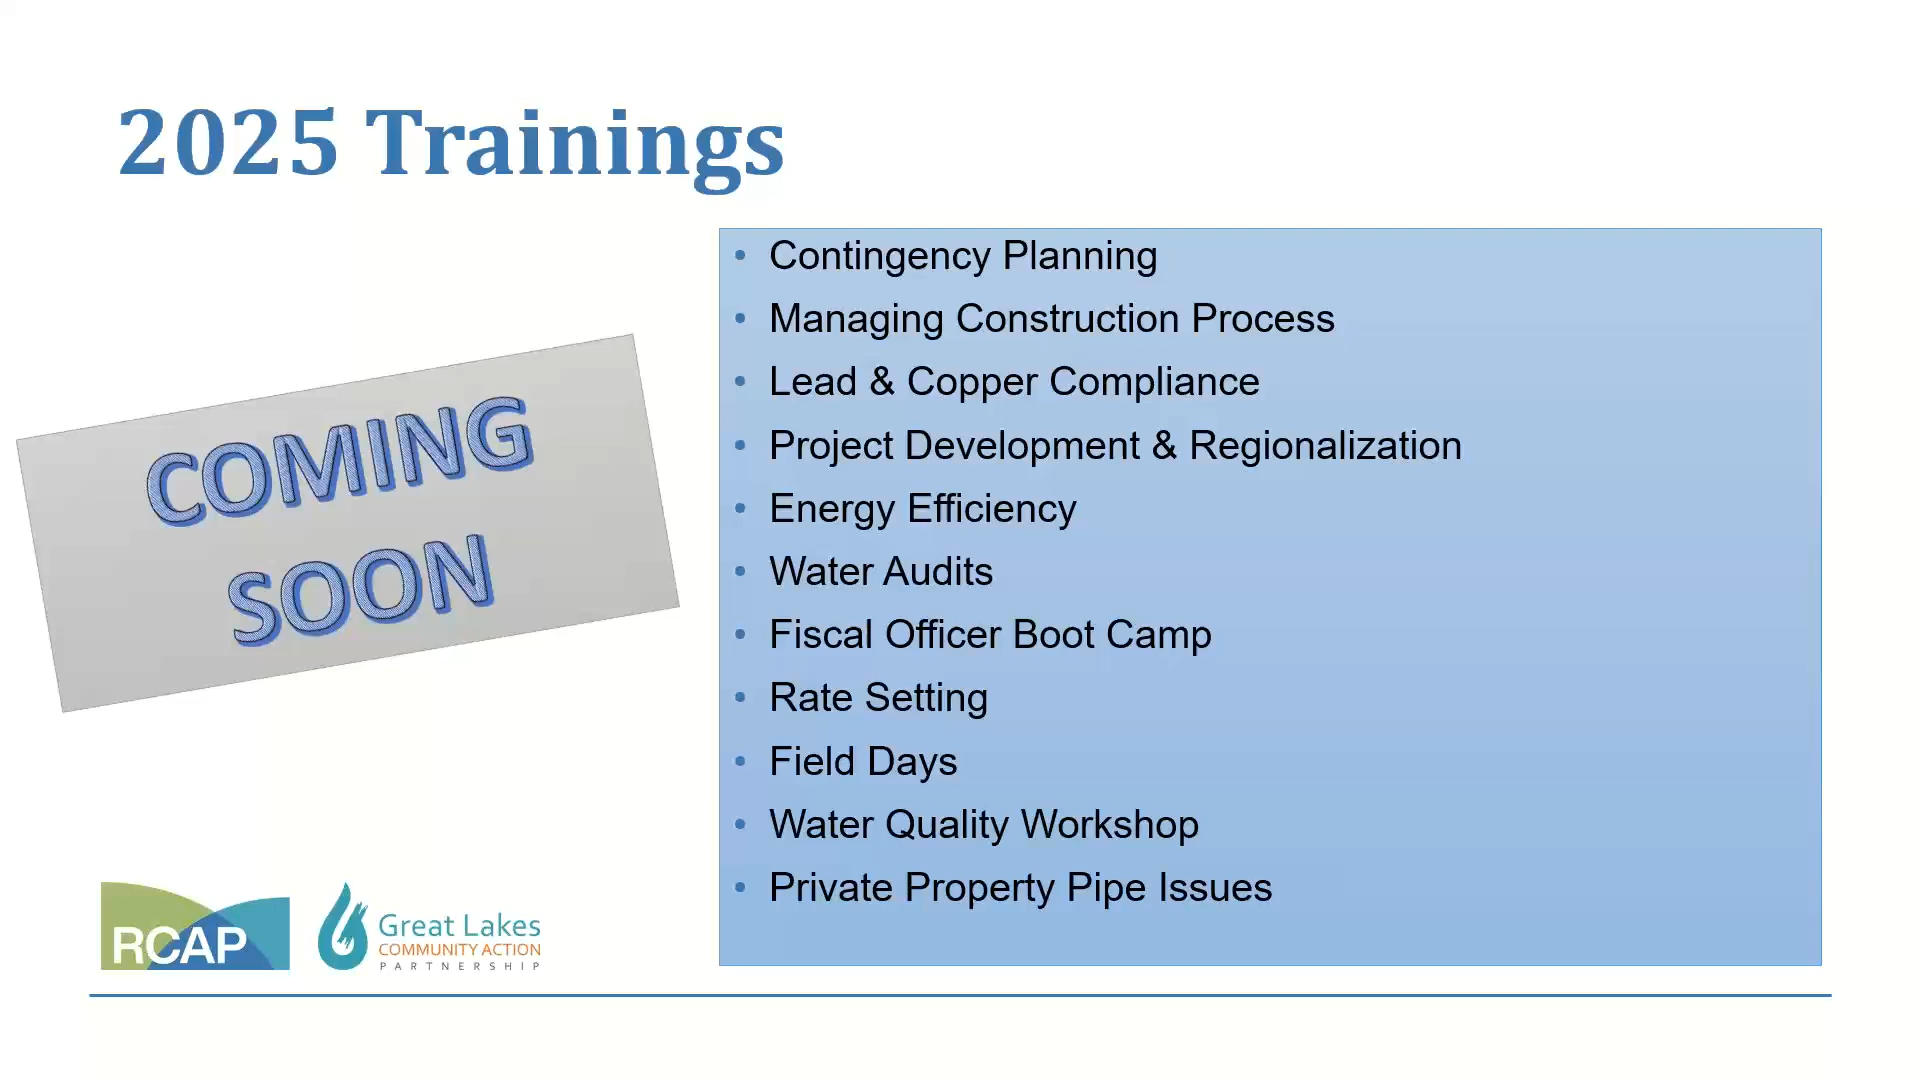 2025 Trainings
COMING
SOON
• Contingency Planning
• Managing Construction Process
• Lead & Copper Compliance
• Project Development & Regionalization
• Energy Efficiency
• Water Audits
• Fiscal Officer Boot Camp
• Rate Setting
• Field Days
• Water Quality Workshop
• Private Property Pipe Issues
RCAP
Great Lakes
COMMUNITY ACTION
PARTNERSHIP